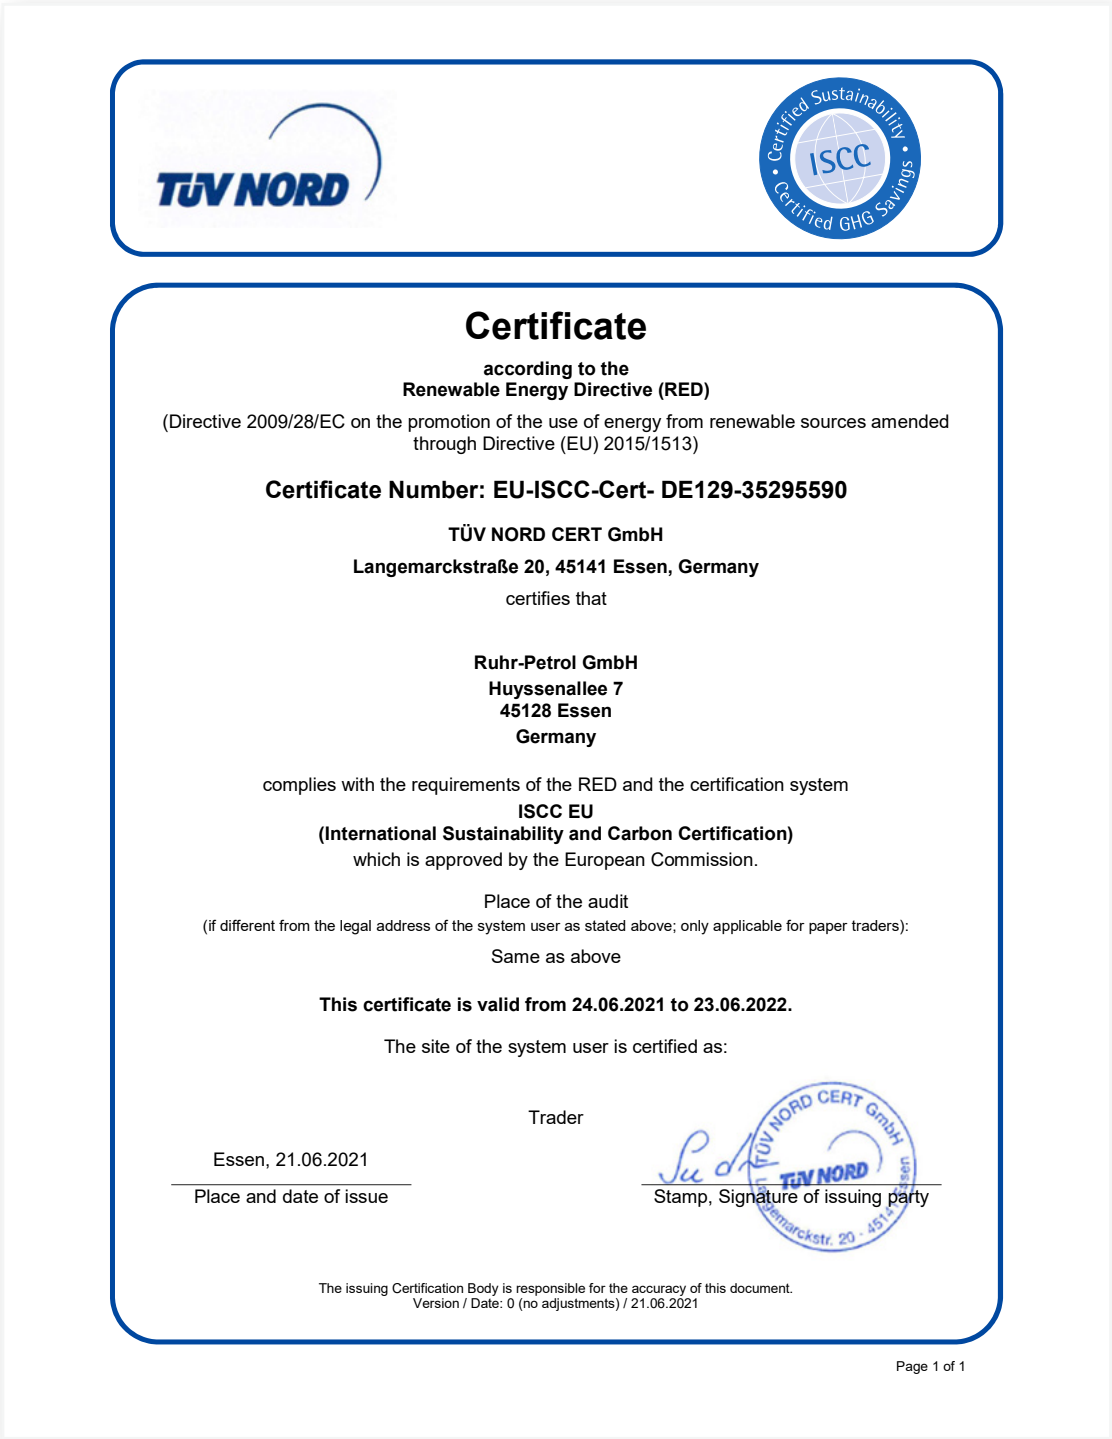 TÜV NORD
Certified Sustainability
ISCC
Certified GHG Savings
Certificate
according to the
Renewable Energy Directive (RED)
(Directive 2009/28/EC on the promotion of the use of energy from renewable sources amended
through Directive (EU) 2015/1513)
Certificate Number: EU-ISCC-Cert- DE129-35295590
TÜV NORD CERT GmbH
Langemarckstraße 20, 45141 Essen, Germany
certifies that
Ruhr-Petrol GmbH
Huyssenallee 7
45128 Essen
Germany
complies with the requirements of the RED and the certification system
ISCC EU
(International Sustainability and Carbon Certification)
which is approved by the European Commission.
Place of the audit
(if different from the legal address of the system user as stated above; only applicable for paper traders):
Same as above
This certificate is valid from 24.06.2021 to 23.06.2022.
The site of the system user is certified as:
Trader
Essen, 21.06.2021
Place and date of issue
TÜV NORD CERT GmbH
TÜV NORD
Langemarckstr. 20 - 45141 Essen
Stamp, Signature of issuing party
The issuing Certification Body is responsible for the accuracy of this document.
Version / Date: 0 (no adjustments) / 21.06.2021
Page 1 of 1